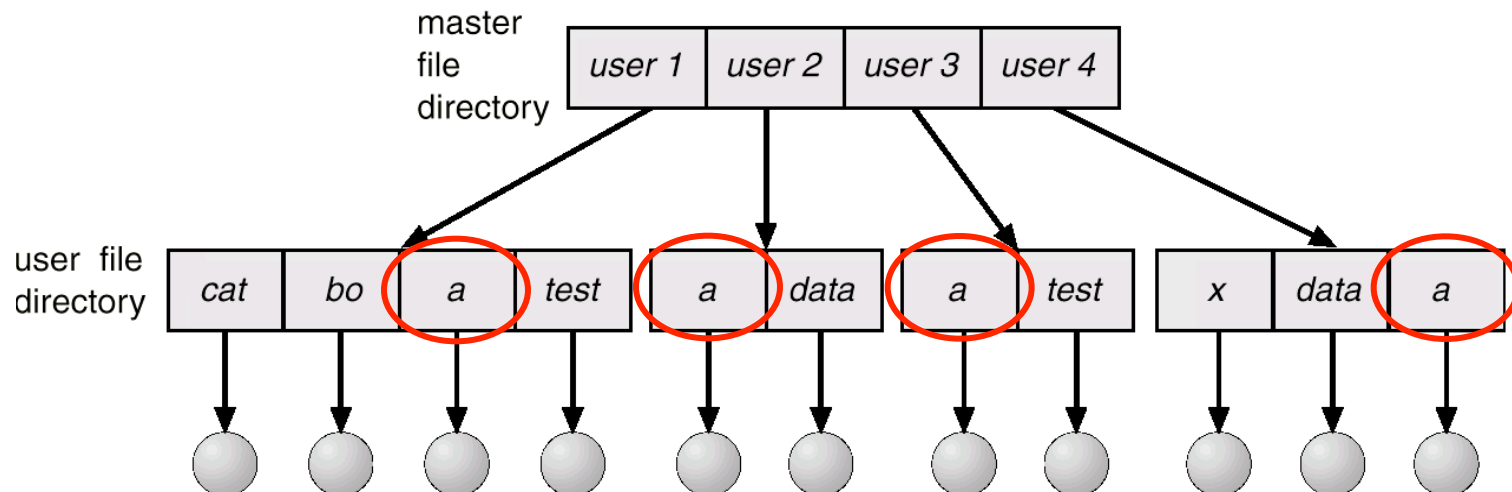 master
file
directory
user 1 user 2 user 3 user 4
user file
directory
cat bo a test a data a test x data a